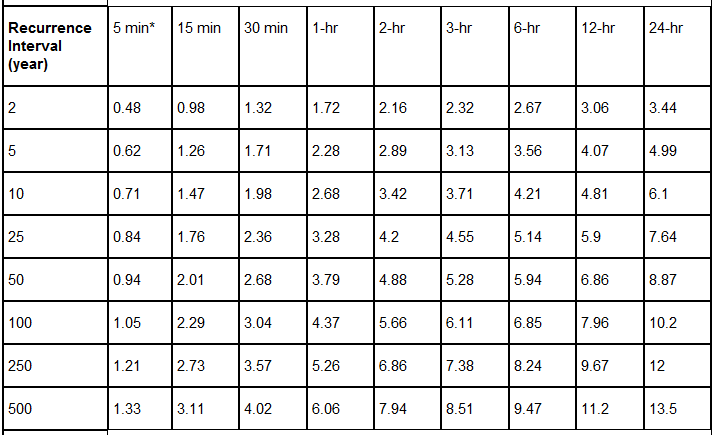 Recurrence Interval (year) 5 min* 15 min 30 min 1-hr 2-hr 3-hr 6-hr 12-hr 24-hr
2 0.48 0.98 1.32 1.72 2.16 2.32 2.67 3.06 3.44
5 0.62 1.26 1.71 2.28 2.89 3.13 3.56 4.07 4.99
10 0.71 1.47 1.98 2.68 3.42 3.71 4.21 4.81 6.1
25 0.84 1.76 2.36 3.28 4.2 4.55 5.14 5.9 7.64
50 0.94 2.01 2.68 3.79 4.88 5.28 5.94 6.86 8.87
100 1.05 2.29 3.04 4.37 5.66 6.11 6.85 7.96 10.2
250 1.21 2.73 3.57 5.26 6.86 7.38 8.24 9.67 12
500 1.33 3.11 4.02 6.06 7.94 8.51 9.47 11.2 13.5